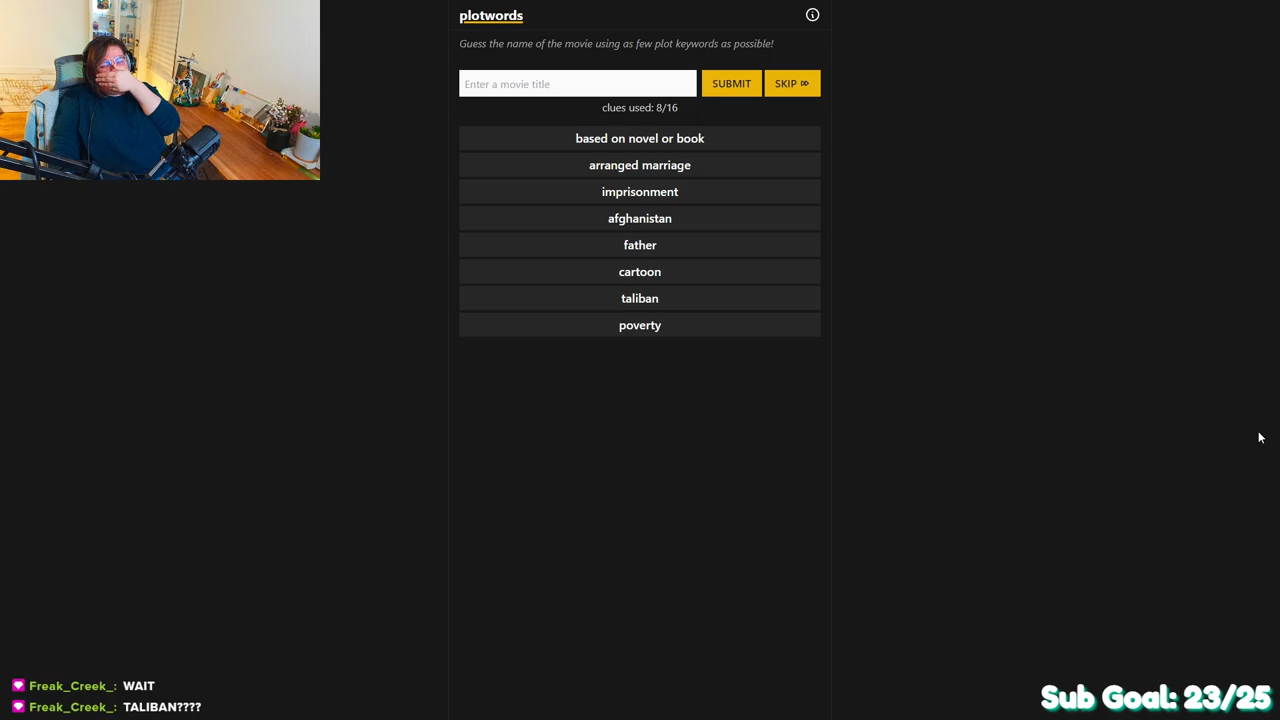 plotwords
Guess the name of the movie using as few plot keywords as possible!
Enter a movie title
SUBMIT
SKIP
clues used: 8/16
based on novel or book
arranged marriage
imprisonment
afghanistan
father
cartoon
taliban
poverty
Freak_Creek_: WAIT
Freak_Creek_: TALIBAN????
Sub Goal: 23/25